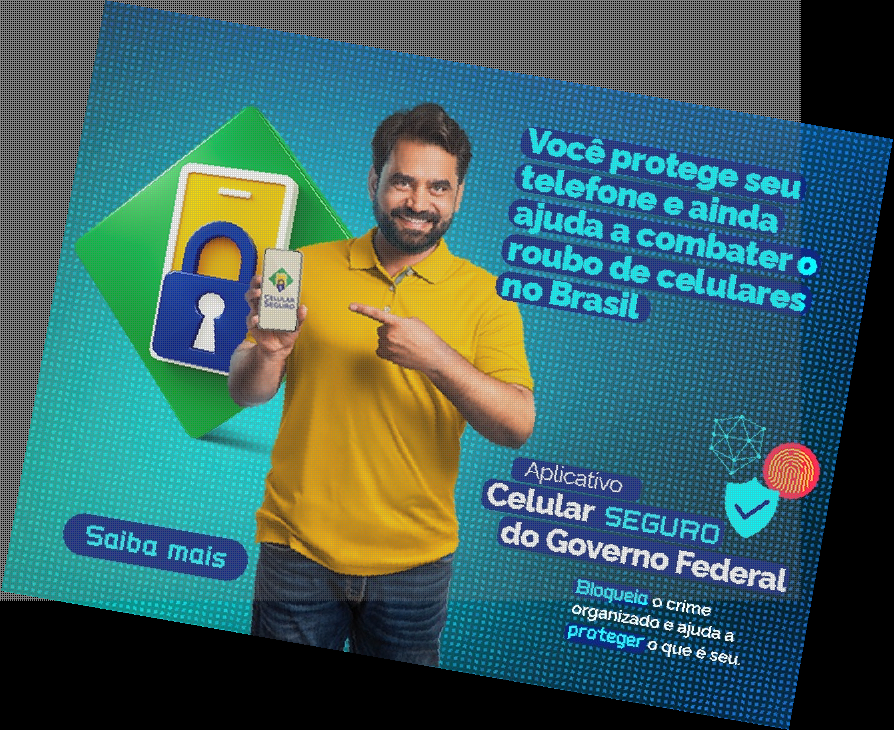 Você protege seu
telefone e ainda
ajuda a combater o
roubo de celulares
no Brasil
CELULAR
SEGURO
Aplicativo
Celular SEGURO
do Governo Federal
Saiba mais
Bloqueia o crime
organizado e ajuda a
proteger o que é seu.